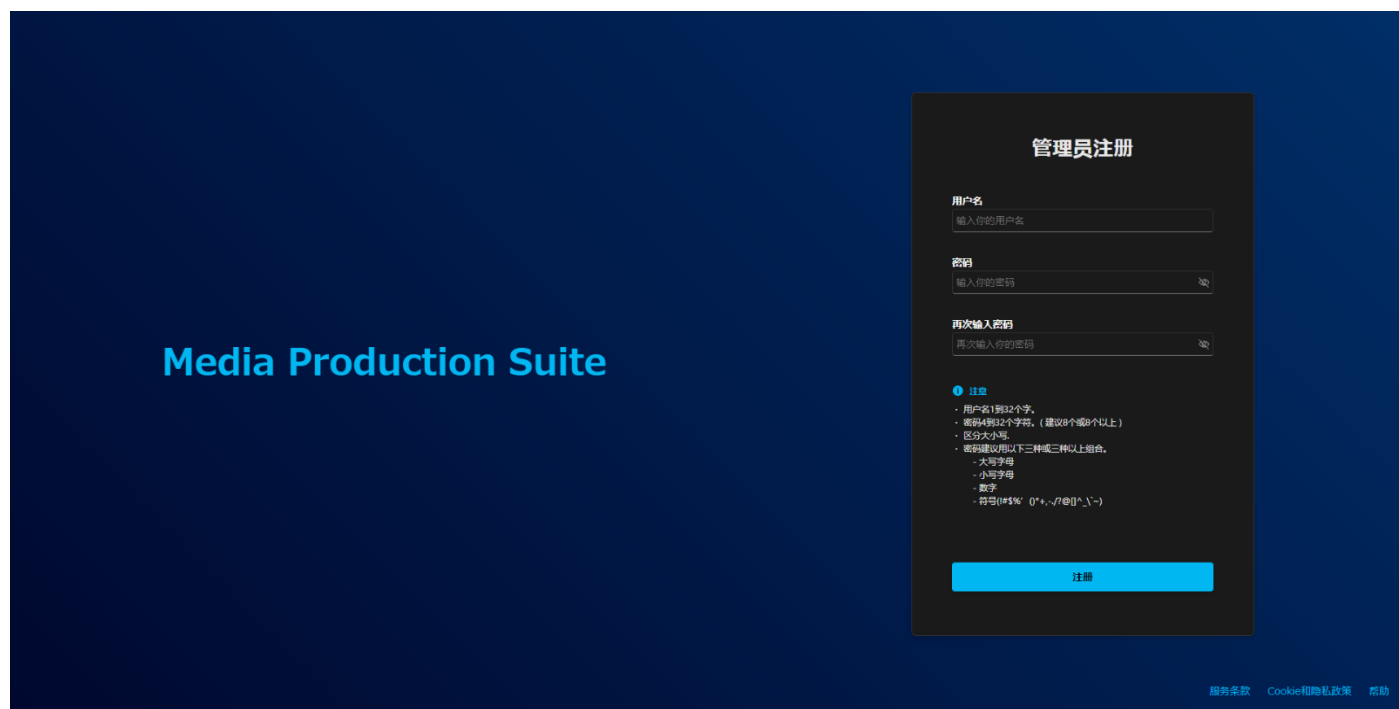 Media Production Suite
管理员注册
用户名
输入你的用户名
密码
输入你的密码
再次输入密码
再次输入你的密码
注意
· 用户名1到32个字。
· 密码4到32个字符。( 建议8个或8个以上 )
· 区分大小写.
· 密码建议用以下三种或三种以上组合。
- 大写字母
- 小写字母
- 数字
- 符号(!#$%' ()*+,-./?@[]^_\`~)
注册
服务条款 Cookie和隐私政策 帮助